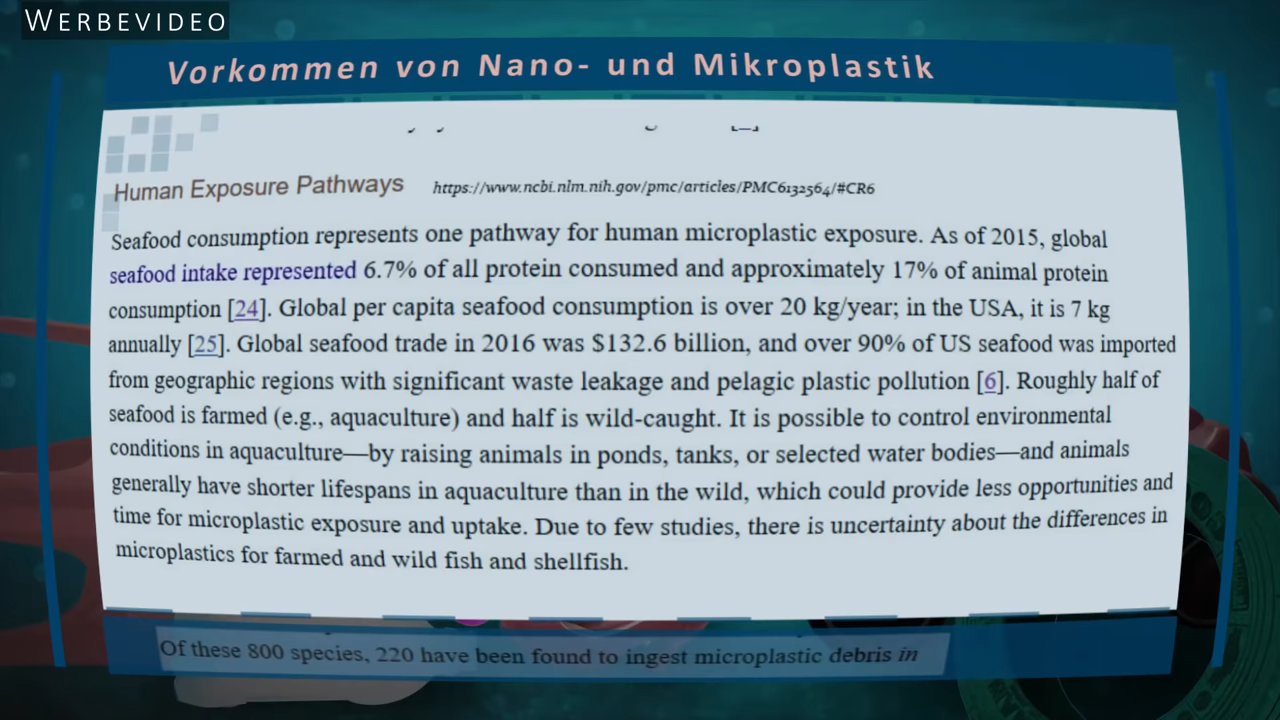 WERBEVIDEO
Vorkommen von Nano- und Mikroplastik
Human Exposure Pathways https://www.ncbi.nlm.nih.gov/pmc/articles/PMC6132564/#CR6
Seafood consumption represents one pathway for human microplastic exposure. As of 2015, global
seafood intake represented 6.7% of all protein consumed and approximately 17% of animal protein
consumption [24]. Global per capita seafood consumption is over 20 kg/year; in the USA, it is 7 kg
annually [25]. Global seafood trade in 2016 was $132.6 billion, and over 90% of US seafood was imported
from geographic regions with significant waste leakage and pelagic plastic pollution [6]. Roughly half of
seafood is farmed (e.g., aquaculture) and half is wild-caught. It is possible to control environmental
conditions in aquaculture—by raising animals in ponds, tanks, or selected water bodies—and animals
generally have shorter lifespans in aquaculture than in the wild, which could provide less opportunities and
time for microplastic exposure and uptake. Due to few studies, there is uncertainty about the differences in
microplastics for farmed and wild fish and shellfish.
Of these 800 species, 220 have been found to ingest microplastic debris in